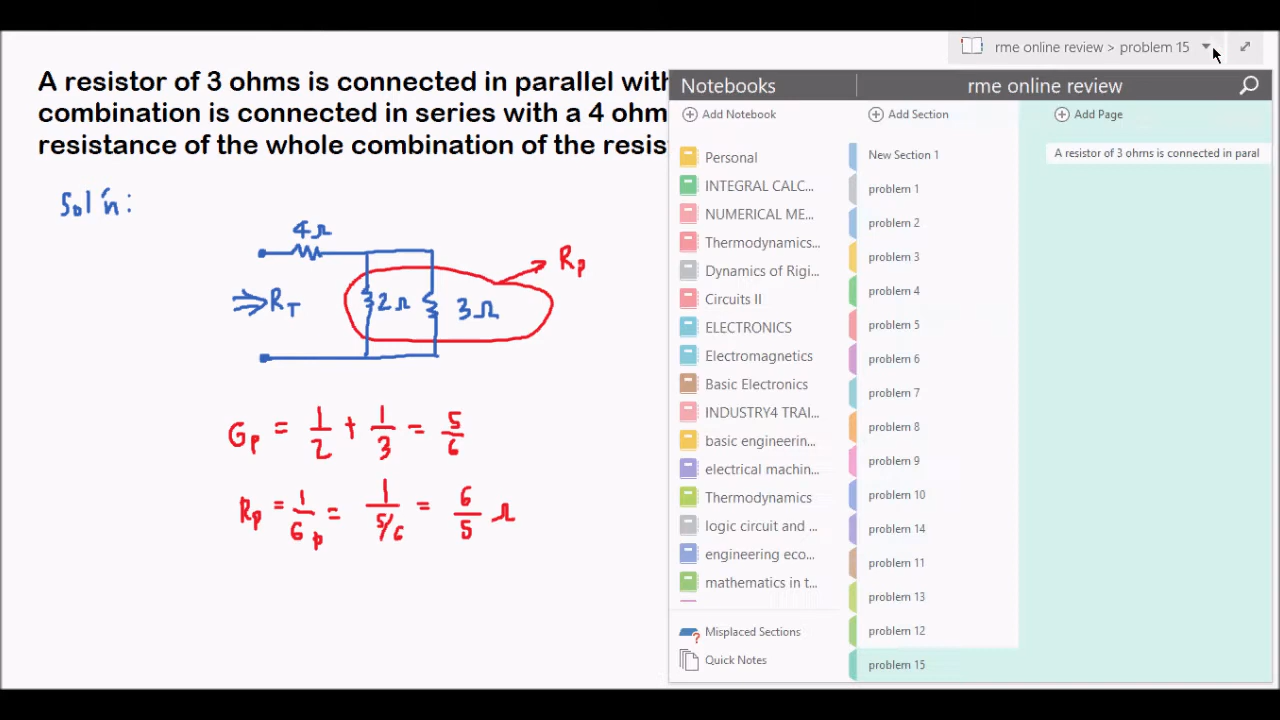 rme online review > problem 15
A resistor of 3 ohms is connected in parallel with
combination is connected in series with a 4 ohm
resistance of the whole combination of the resis
Sol'n:
4Ω
Rp
⇒RT
2Ω
3Ω
Gp = 1/2 + 1/3 = 5/6
Rp = 1/Gp = 1/5/6 = 6/5 Ω
Notebooks
rme online review
Add Notebook
Add Section
Add Page
Personal
INTEGRAL CALC...
NUMERICAL ME...
Thermodynamics...
Dynamics of Rigi...
Circuits II
ELECTRONICS
Electromagnetics
Basic Electronics
INDUSTRY4 TRAI...
basic engineerin...
electrical machin...
Thermodynamics
logic circuit and ...
engineering eco...
mathematics in t...
Misplaced Sections
Quick Notes
New Section 1
problem 1
problem 2
problem 3
problem 4
problem 5
problem 6
problem 7
problem 8
problem 9
problem 10
problem 14
problem 11
problem 13
problem 12
problem 15
A resistor of 3 ohms is connected in paral